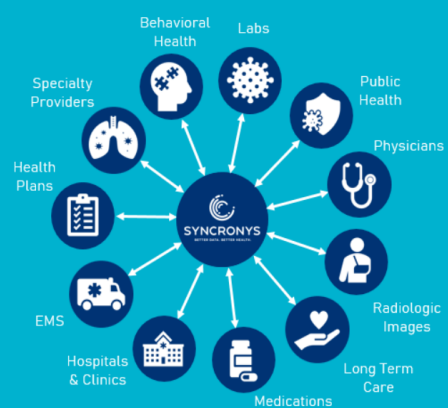 Behavioral
Health
Labs
Specialty
Providers
Public
Health
Physicians
Health
Plans
SYNCRONYS
BETTER DATA. BETTER HEALTH.
Radiologic
Images
EMS
Hospitals
& Clinics
Long Term
Care
Medications